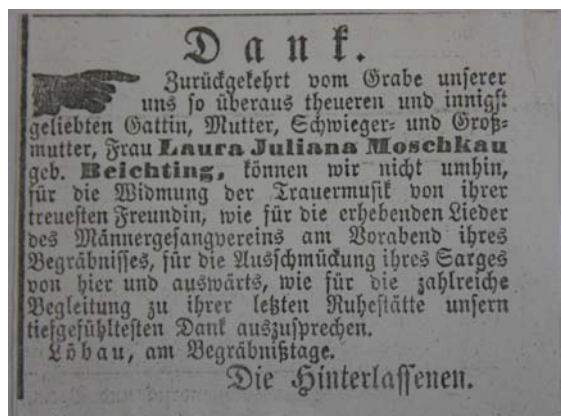 Dank.
Zurückgekehrt vom Grabe unserer
uns so überaus theueren und innigst
geliebten Gattin, Mutter, Schwieger- und Groß-
mutter, Frau Laura Juliana Moschkau
geb. Beichting, können wir nicht umhin,
für die Widmung der Trauermusik von ihrer
treuesten Freundin, wie für die erhebenden Lieder
des Männergesangvereins am Vorabend ihres
Begräbnisses, für die Ausschmückung ihres Sarges
von hier und auswärts, wie für die zahlreiche
Begleitung zu ihrer letzten Ruhestätte unsern
tiefgefühltesten Dank auszusprechen.
Löbau, am Begräbnißtage.
Die Hinterlassenen.